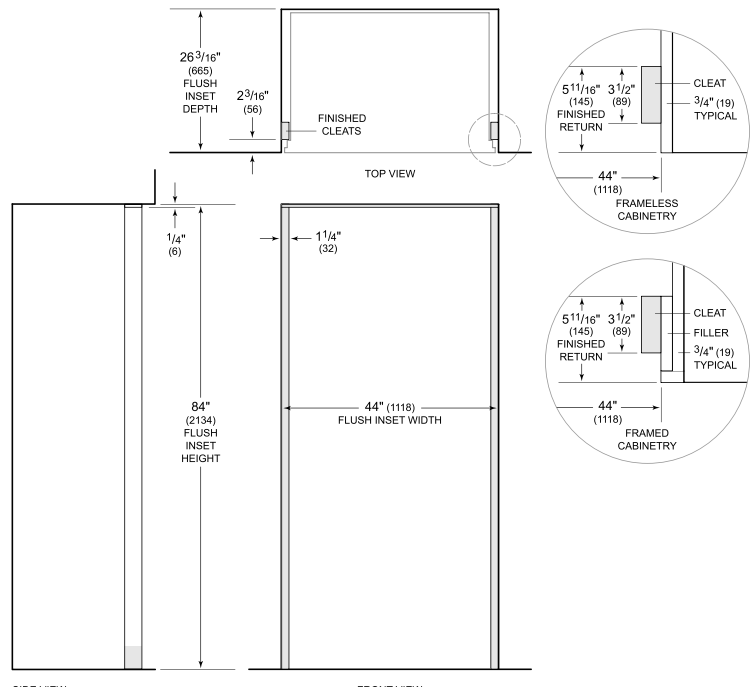 26 3/16"
(665)
FLUSH
INSET
DEPTH
2 3/16"
(56)
FINISHED
CLEATS
TOP VIEW
5 11/16"
(145)
FINISHED
RETURN
3 1/2"
(89)
CLEAT
3/4" (19)
TYPICAL
44"
(1118)
FRAMELESS
CABINETRY
1/4"
(6)
1 1/4"
(32)
84"
(2134)
FLUSH
INSET
HEIGHT
44" (1118)
FLUSH INSET WIDTH
5 11/16"
(145)
FINISHED
RETURN
3 1/2"
(89)
CLEAT
FILLER
3/4" (19)
TYPICAL
44"
(1118)
FRAMED
CABINETRY